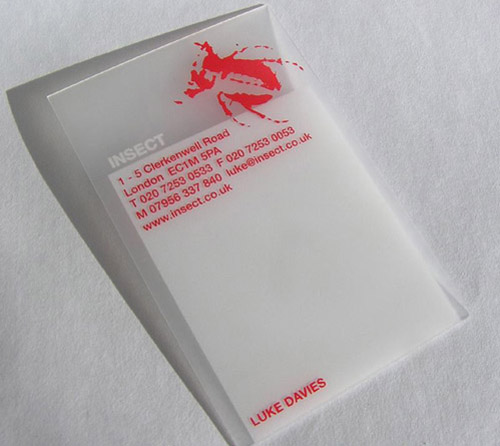 INSECT
1 - 5 Clerkenwell Road
London EC1M 5PA
T 020 7253 0533 F 020 7253 0053
M 07956 337 840 luke@insect.co.uk
www.insect.co.uk
LUKE DAVIES